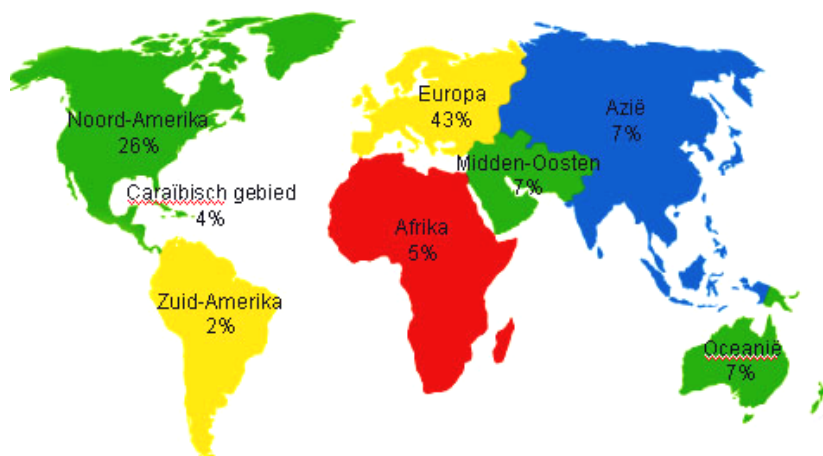 Noord-Amerika
26%
Caraïbisch gebied
4%
Zuid-Amerika
2%
Europa
43%
Azië
7%
Midden-Oosten
7%
Afrika
5%
Oceanië
7%